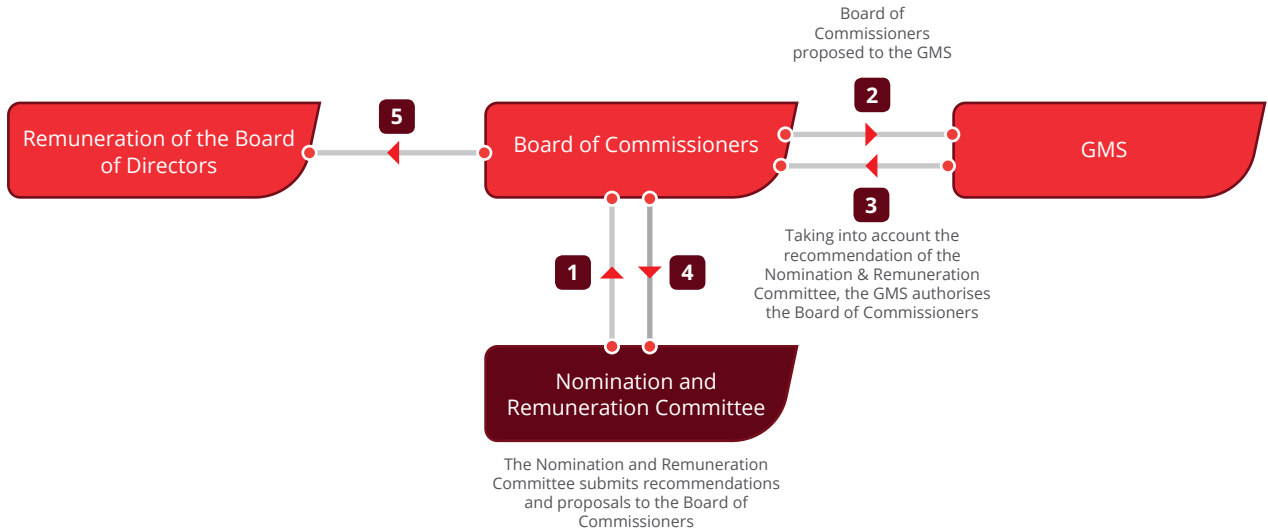 Board of
Commissioners
proposed to the GMS
2
5
Remuneration of the Board
of Directors
Board of Commissioners
GMS
3
Taking into account the
recommendation of the
Nomination & Remuneration
Committee, the GMS authorises
the Board of Commissioners
1
4
Nomination and
Remuneration Committee
The Nomination and Remuneration
Committee submits recommendations
and proposals to the Board of
Commissioners